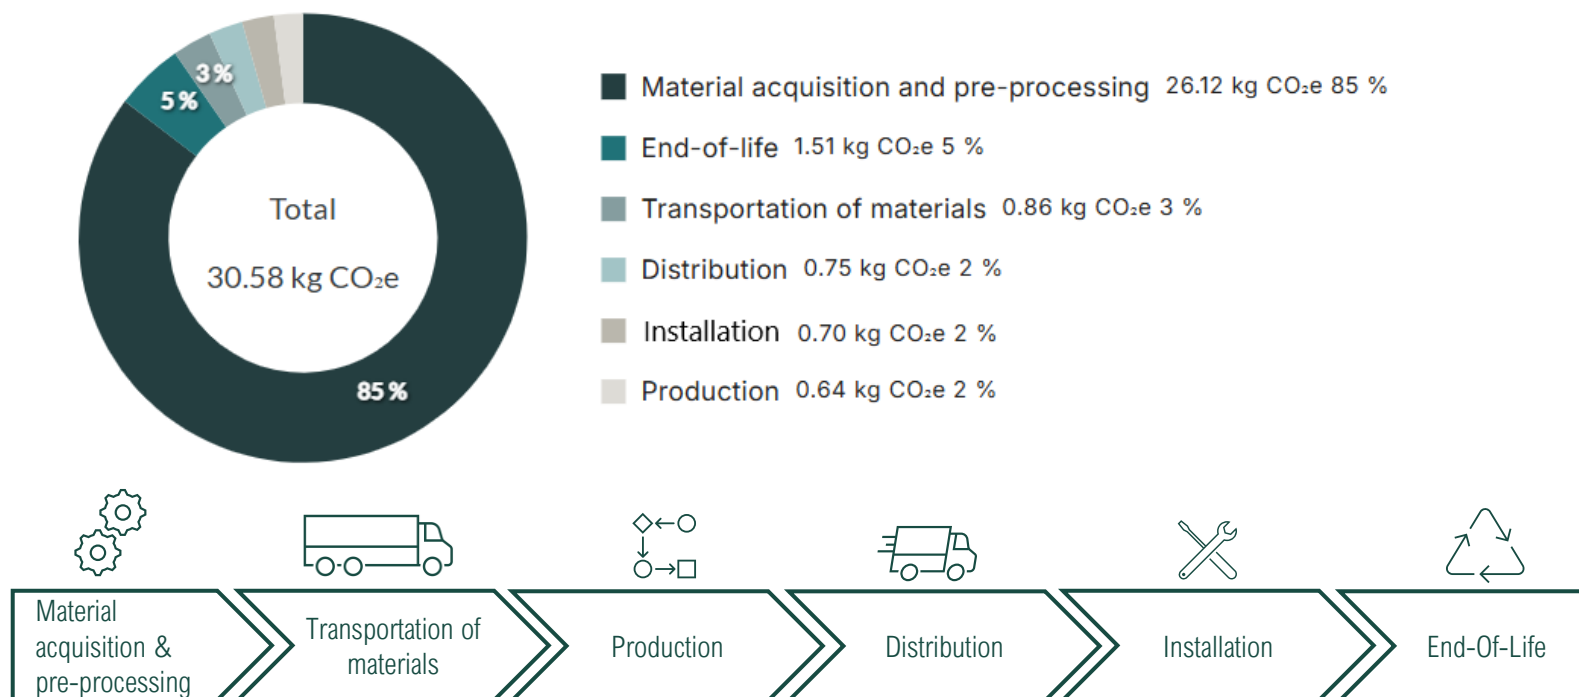 3 %
5 %
Total
30.58 kg CO₂e
85 %
Material acquisition and pre-processing 26.12 kg CO₂e 85 %
End-of-life 1.51 kg CO₂e 5 %
Transportation of materials 0.86 kg CO₂e 3 %
Distribution 0.75 kg CO₂e 2 %
Installation 0.70 kg CO₂e 2 %
Production 0.64 kg CO₂e 2 %
Material
acquisition &
pre-processing
Transportation of
materials
Production
Distribution
Installation
End-Of-Life